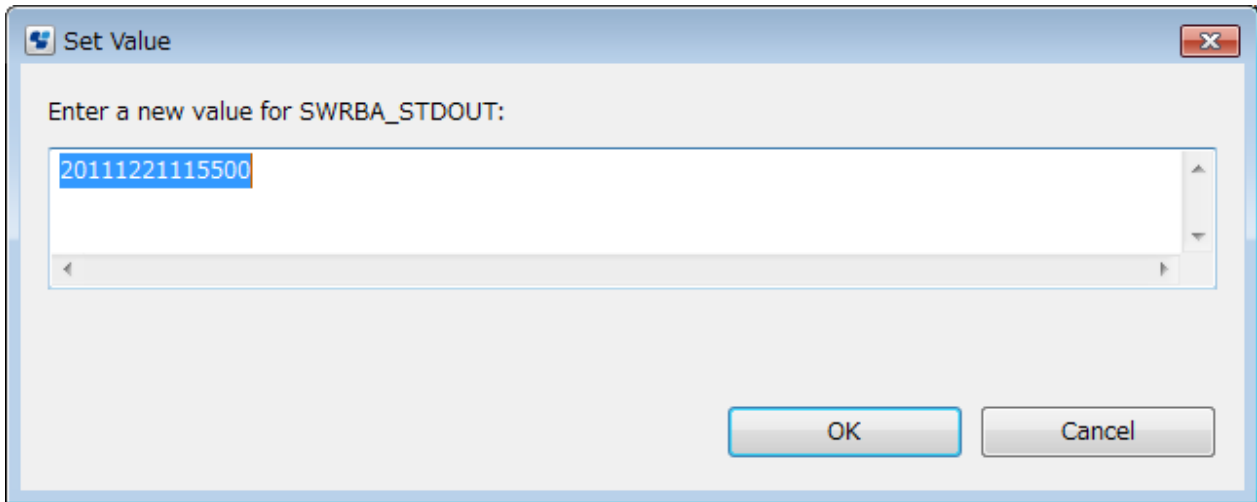 Set Value
Enter a new value for SWRBA_STDOUT:
20111221115500
OK
Cancel